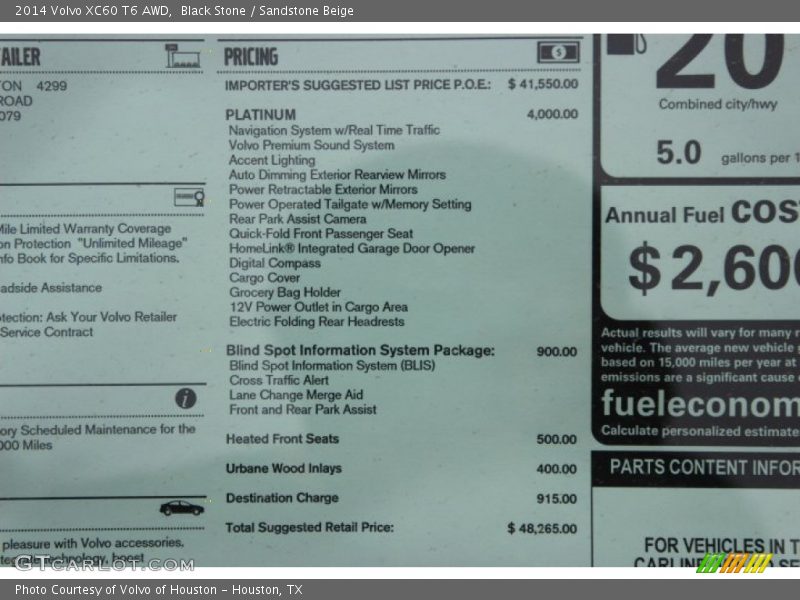 2014 Volvo XC60 T6 AWD, Black Stone / Sandstone Beige
AILER
TON 4299
ROAD
079
Mile Limited Warranty Coverage
on Protection "Unlimited Mileage"
nfo Book for Specific Limitations.
adside Assistance
otection: Ask Your Volvo Retailer
Service Contract
i
ory Scheduled Maintenance for the
000 Miles
pleasure with Volvo accessories.
technology, boost
GTCARLOT.COM
PRICING
$
IMPORTER'S SUGGESTED LIST PRICE P.O.E.: $ 41,550.00
PLATINUM 4,000.00
Navigation System w/Real Time Traffic
Volvo Premium Sound System
Accent Lighting
Auto Dimming Exterior Rearview Mirrors
Power Retractable Exterior Mirrors
Power Operated Tailgate w/Memory Setting
Rear Park Assist Camera
Quick-Fold Front Passenger Seat
HomeLink® Integrated Garage Door Opener
Digital Compass
Cargo Cover
Grocery Bag Holder
12V Power Outlet in Cargo Area
Electric Folding Rear Headrests
Blind Spot Information System Package: 900.00
Blind Spot Information System (BLIS)
Cross Traffic Alert
Lane Change Merge Aid
Front and Rear Park Assist
Heated Front Seats 500.00
Urbane Wood Inlays 400.00
Destination Charge 915.00
Total Suggested Retail Price: $ 48,265.00
20
Combined city/hwy
5.0 gallons per 1
Annual Fuel COS
$2,600
Actual results will vary for many r
vehicle. The average new vehicle
based on 15,000 miles per year at
emissions are a significant cause
fueleconom
Calculate personalized estimate
PARTS CONTENT INFOR
FOR VEHICLES IN T
CARLINE
Photo Courtesy of Volvo of Houston - Houston, TX